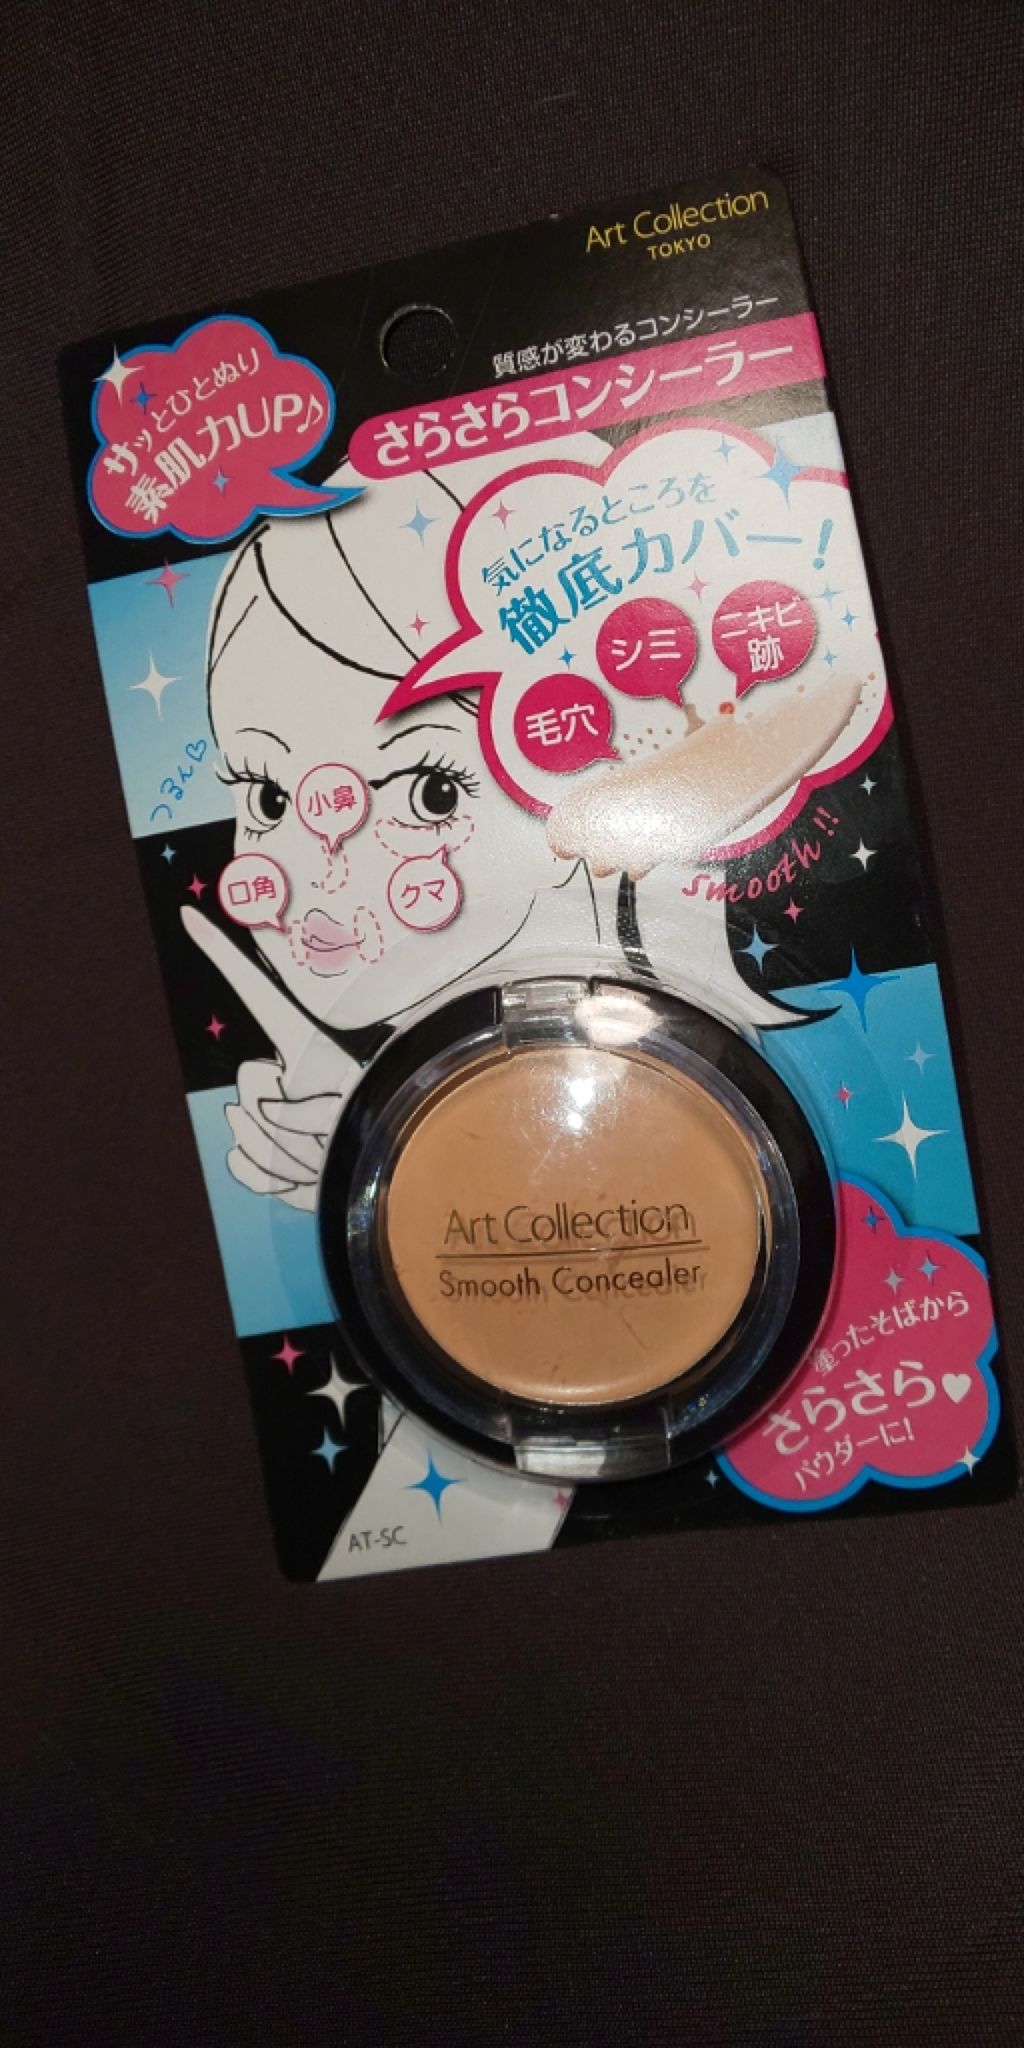 Art Collection
TOKYO
質感が変わるコンシーラー
さらさらコンシーラー
サッとひとぬり
素肌力UP♪
気になるところを
徹底カバー!
毛穴
シミ
ニキビ
跡
つるん♡
小鼻
口角
クマ
smooth!!
Art Collection
Smooth Concealer
塗ったそばから
さらさら♥
パウダーに!
AT-SC